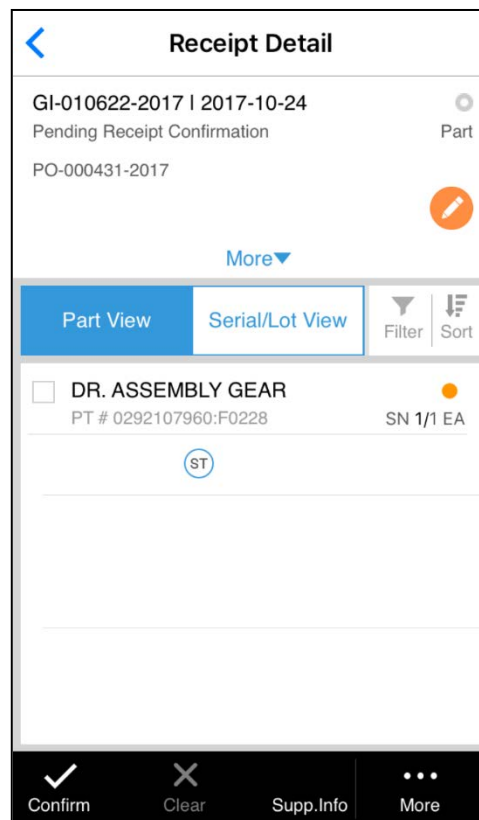 Receipt Detail
GI-010622-2017 | 2017-10-24
Pending Receipt Confirmation
Part
PO-000431-2017
More
Part View
Serial/Lot View
Filter
Sort
DR. ASSEMBLY GEAR
PT # 0292107960:F0228
SN 1/1 EA
ST
Confirm
Clear
Supp.Info
More